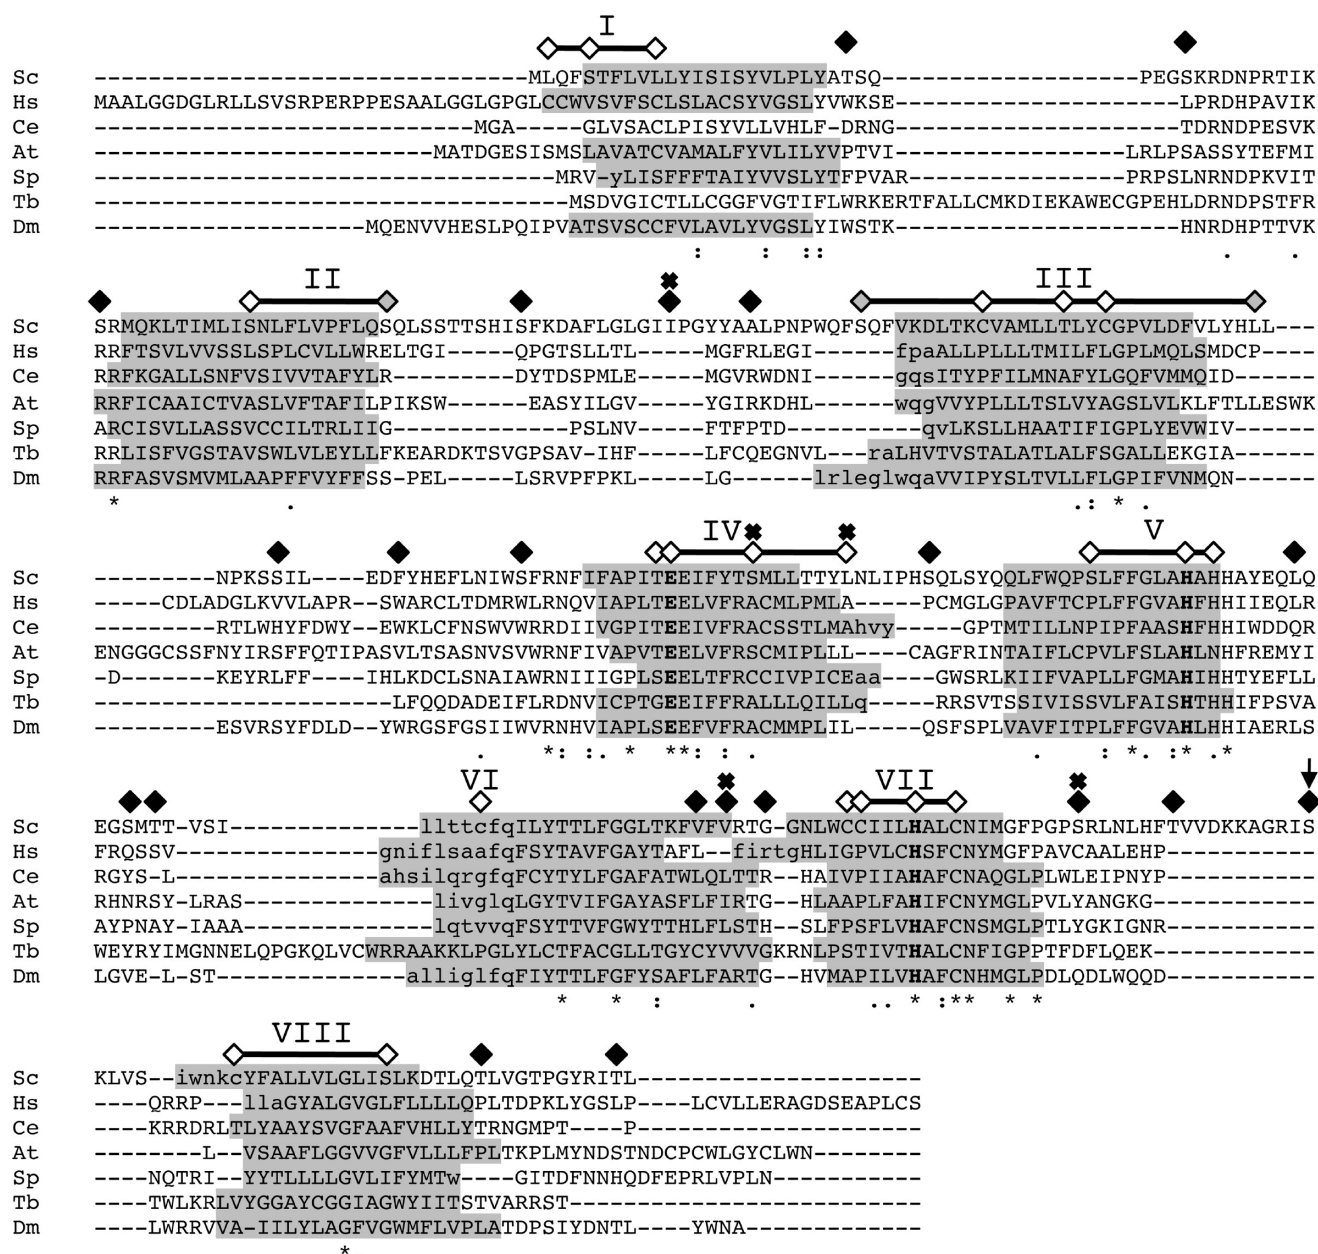 I
Sc --------------------------------MLQFSTFLVLLYISISYVLPLYATSQ-------------------PEGSKRDNPRTIK
Hs MAALGGDGLRLLSVSRPERPPESAALGGLGPGLCCWVSVFSCLSLACSYVGSLYVWKSE---------------------LPRDHPAVIK
Ce ----------------------------MGA-----GLVSACLPISYVLLVHLF-DRNG---------------------TDRNDPESVK
At -------------------------MATDGESISMSLAVATCVAMALFYVLILYVPTVI-----------------LRLPSASSYTEFMI
Sp ----------------------------------MRV-yLISFFFTAIYVVSLYTFPVAR----------------PRPSLNRNDPKVIT
Tb -----------------------------------MSDVGICTLLCGGFVGTIFLWRKERTFALLCMKDIEKAWECGPEHLDRNDPSTFR
Dm --------------------MQENVVHESLPQIPVATSVSCCFVLAVLYVGSLYIWSTK---------------------HNRDHPTTVK
: : :: . .
II III
Sc SRMQKLTIMLISNLFLVPFLQSQLSSTTSHISFKDAFLGLGIIPGYYAALPNPWQFSQFVKDLTKCVAMLLTLYCGPVLDFVLYHLL---
Hs RRFTSVLVVSSLSPLCVLLWRELTGI-----QPGTSLLTL-----MGFRLEGI------fpaALLPLLLTMILFLGPLMQLSMDCP----
Ce RRFKGALLSNFVSIVVTAFYLR---------DYTDSPMLE-----MGVRWDNI------gqsITYPFILMNAFYLGQFVMMQID------
At RRFICAAICTVASLVFTAFILPIKSW-----EASYILGV------YGIRKDHL------wqgVVYPLLLTSLVYAGSLVLKLFTLLESWK
Sp ARCISVLLASSVCCILTRLIIG-------------PSLNV-----FTFPTD--------qvLKSLLHAATIFIGPLYEVWIV------
Tb RRLISFVGSTAVSWLVLEYLLFKEARDKTSVGPSAV-IHF-----LFCQEGNVL----raLHVTVSTALATLALFSGALLEKGIA-----
Dm RRFASVSMVMLAAPFFVYFFSS-PEL-----LSRVPFPKL-----LG------lrleglwqaVVIPYSLTVLLFLGPIFVNMQN------
* . .: * .
IV V
Sc ---------NPKSSIL----EDFYHEFLNIWSFRNFIFAPITEEIFYTSMLLTTYLNLIPHSQLSYQQLFWQPSLFFGLAHAHHAYEQLQ
Hs -----CDLADGLKVVLAPR--SWARCLTDMRWLRNQVIAPLTEELVFRACMLPMLA-----PCMGLGPAVFTCPLFFGVAHFHHIIEQLR
Ce ---------RTLWHYFDWY--EWKLCFNSWVWRRDIIVGPITEEIVFRACSSTLMAhvy-----GPTMTILLNPIPFAASHFHHIWDDQR
At ENGGGCSSFNYIRSFFQTIPASVLTSASNVSVWRNFIVAPVTEELVFRSCMIPLLL----CAGFRINTAIFLCPVLFSLAHLNHFREMYI
Sp -D-------KEYRLFF----IHLKDCLSNAIAWRNIIIGPLSEELTFRCCIVPICEaa----GWSRLKIIFVAPLLFGMAHIHHTYEFLL
Tb ----------------------LFQQDADEIFLRDNVICPTGEEIFFRALLLQILLq-----RRSVTSSIVISSVLFAISHTHHIFPSVA
Dm ---------ESVRSYFDLD--YWRGSFGSIIWVRNHVIAPLSEEFVFRACMMPLIL-----QSFSPLVAVFITPLFFGVAHLHHIAERLS
. *: :. * **: : . . : *. :* . *
VI VII
Sc EGSMTT-VSI--------------llttcfqILYTTLFGGLTKFVFVRTG-GNLWCCIILHALCNIMGFPGPSRLNLHFTVVDKKAGRIS
Hs FRQSSV---------------gniflsaafqFSYTAVFGAYTAFL--firtgHLIGPVLCHSFCNYMGFPAVCAALEHP-----------
Ce RGYS-L---------------ahsilqrgfqFCYTYLFGAFATWLQLTTR--HAIVPIIAHAFCNAQGLPLWLEIPNYP-----------
At RHNRSY-LRAS--------------livglqLGYTVIFGAYASFLFIRTG--HLAAPLFAHIFCNYMGLPVLYANGKG------------
Sp AYPNAY-IAAA--------------lqtvvqFSYTTVFGWYTTHLFLSTH--SLFPSFLVHAFCNSMGLPTLYGKIGNR-----------
Tb WEYRYIMGNNELQPGKQLVCWRRAAKKLPGLYLCTFACGLLTGYCYVVVGKRNLPSTIVTHALCNFIGPPTFDFLQEK------------
Dm LGVE-L-ST--------------alliglfqFIYTTLFGFYSAFLFARTG--HVMAPILVHAFCNHMGLPDLQDLWQQD-----------
* * : . .. * :** * *
VIII
Sc KLVS--iwnkcYFALLVLGLISLKDTLQTLVGTPGYRITL---------------------
Hs ----QRRP---llaGYALGVGLFLLLLQPLTDPKLYGSLP----LCVLLERAGDSEAPLCS
Ce ----KRRDRLTLYAAYSVGFAAFVHLLYTRNGMPT----P---------------------
At --------L--VSAAFLGGVVGFVLLLFPLTKPLMYNDSTNDCPCWLGYCLWN--------
Sp ----NQTRI--YYTLLLLGVLIFYMTw----GITDFNNHQDFEPRLVPLN-----------
Tb ----TWLKRLVYGGAYCGGIAGWYIITSTVARRST--------------------------
Dm ----LWRRVVA-IILYLAGFVGWMFLVPLATDPSIYDNTL----YWNA-------------
*